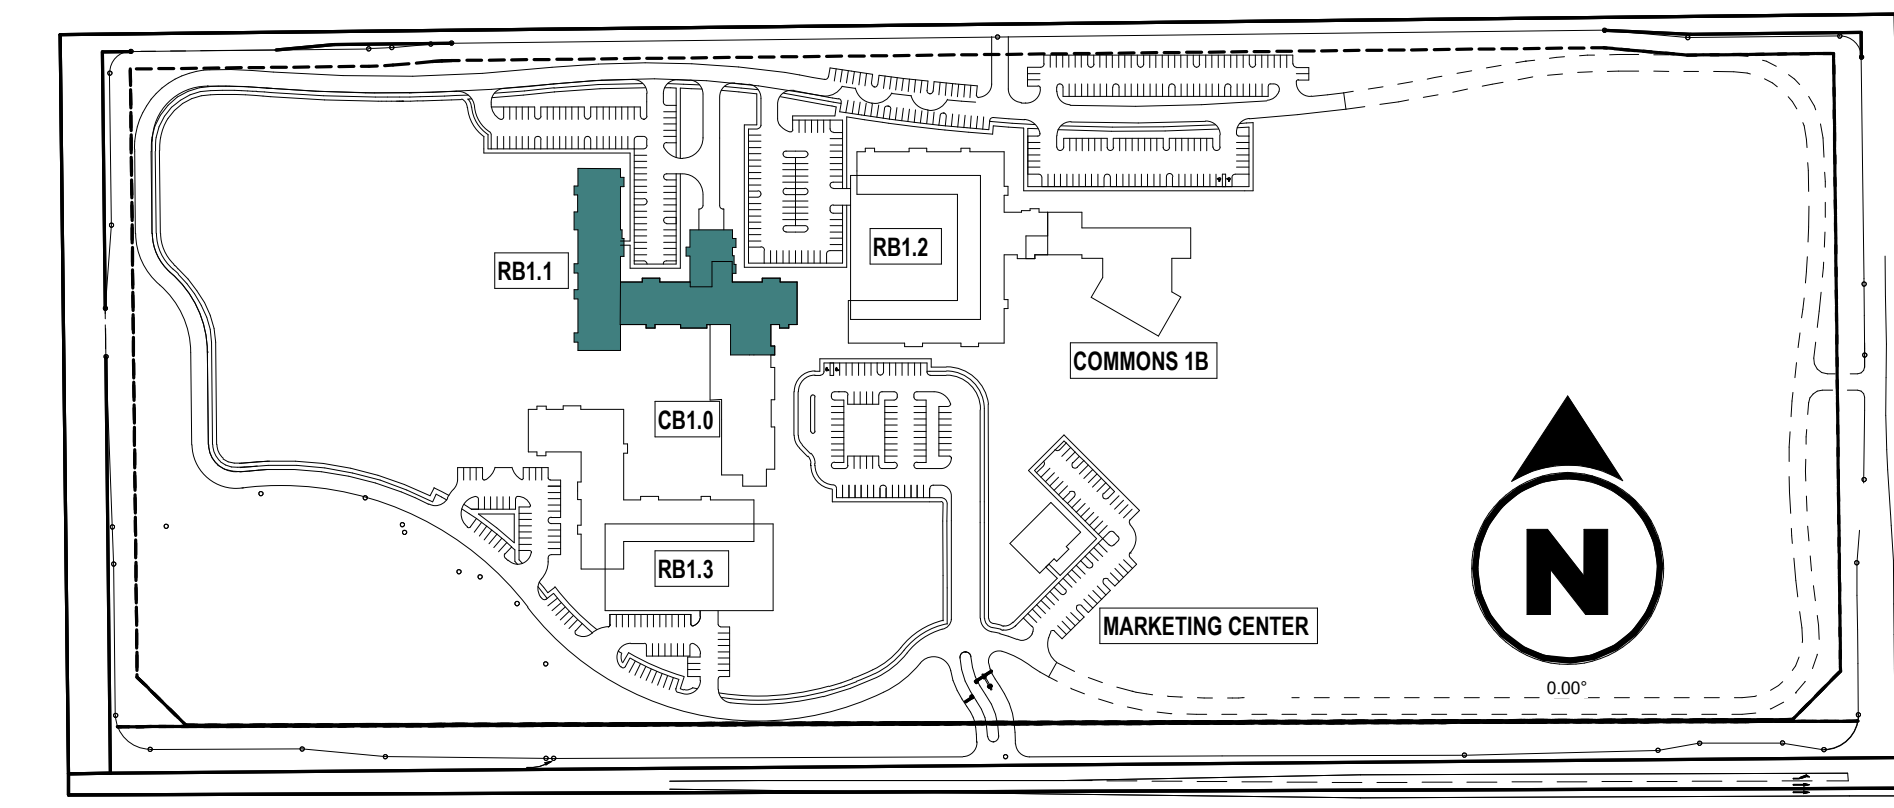 RB1.2
RB1.1
COMMONS 1B
CB1.0
N
RB1.3
MARKETING CENTER
0.00°